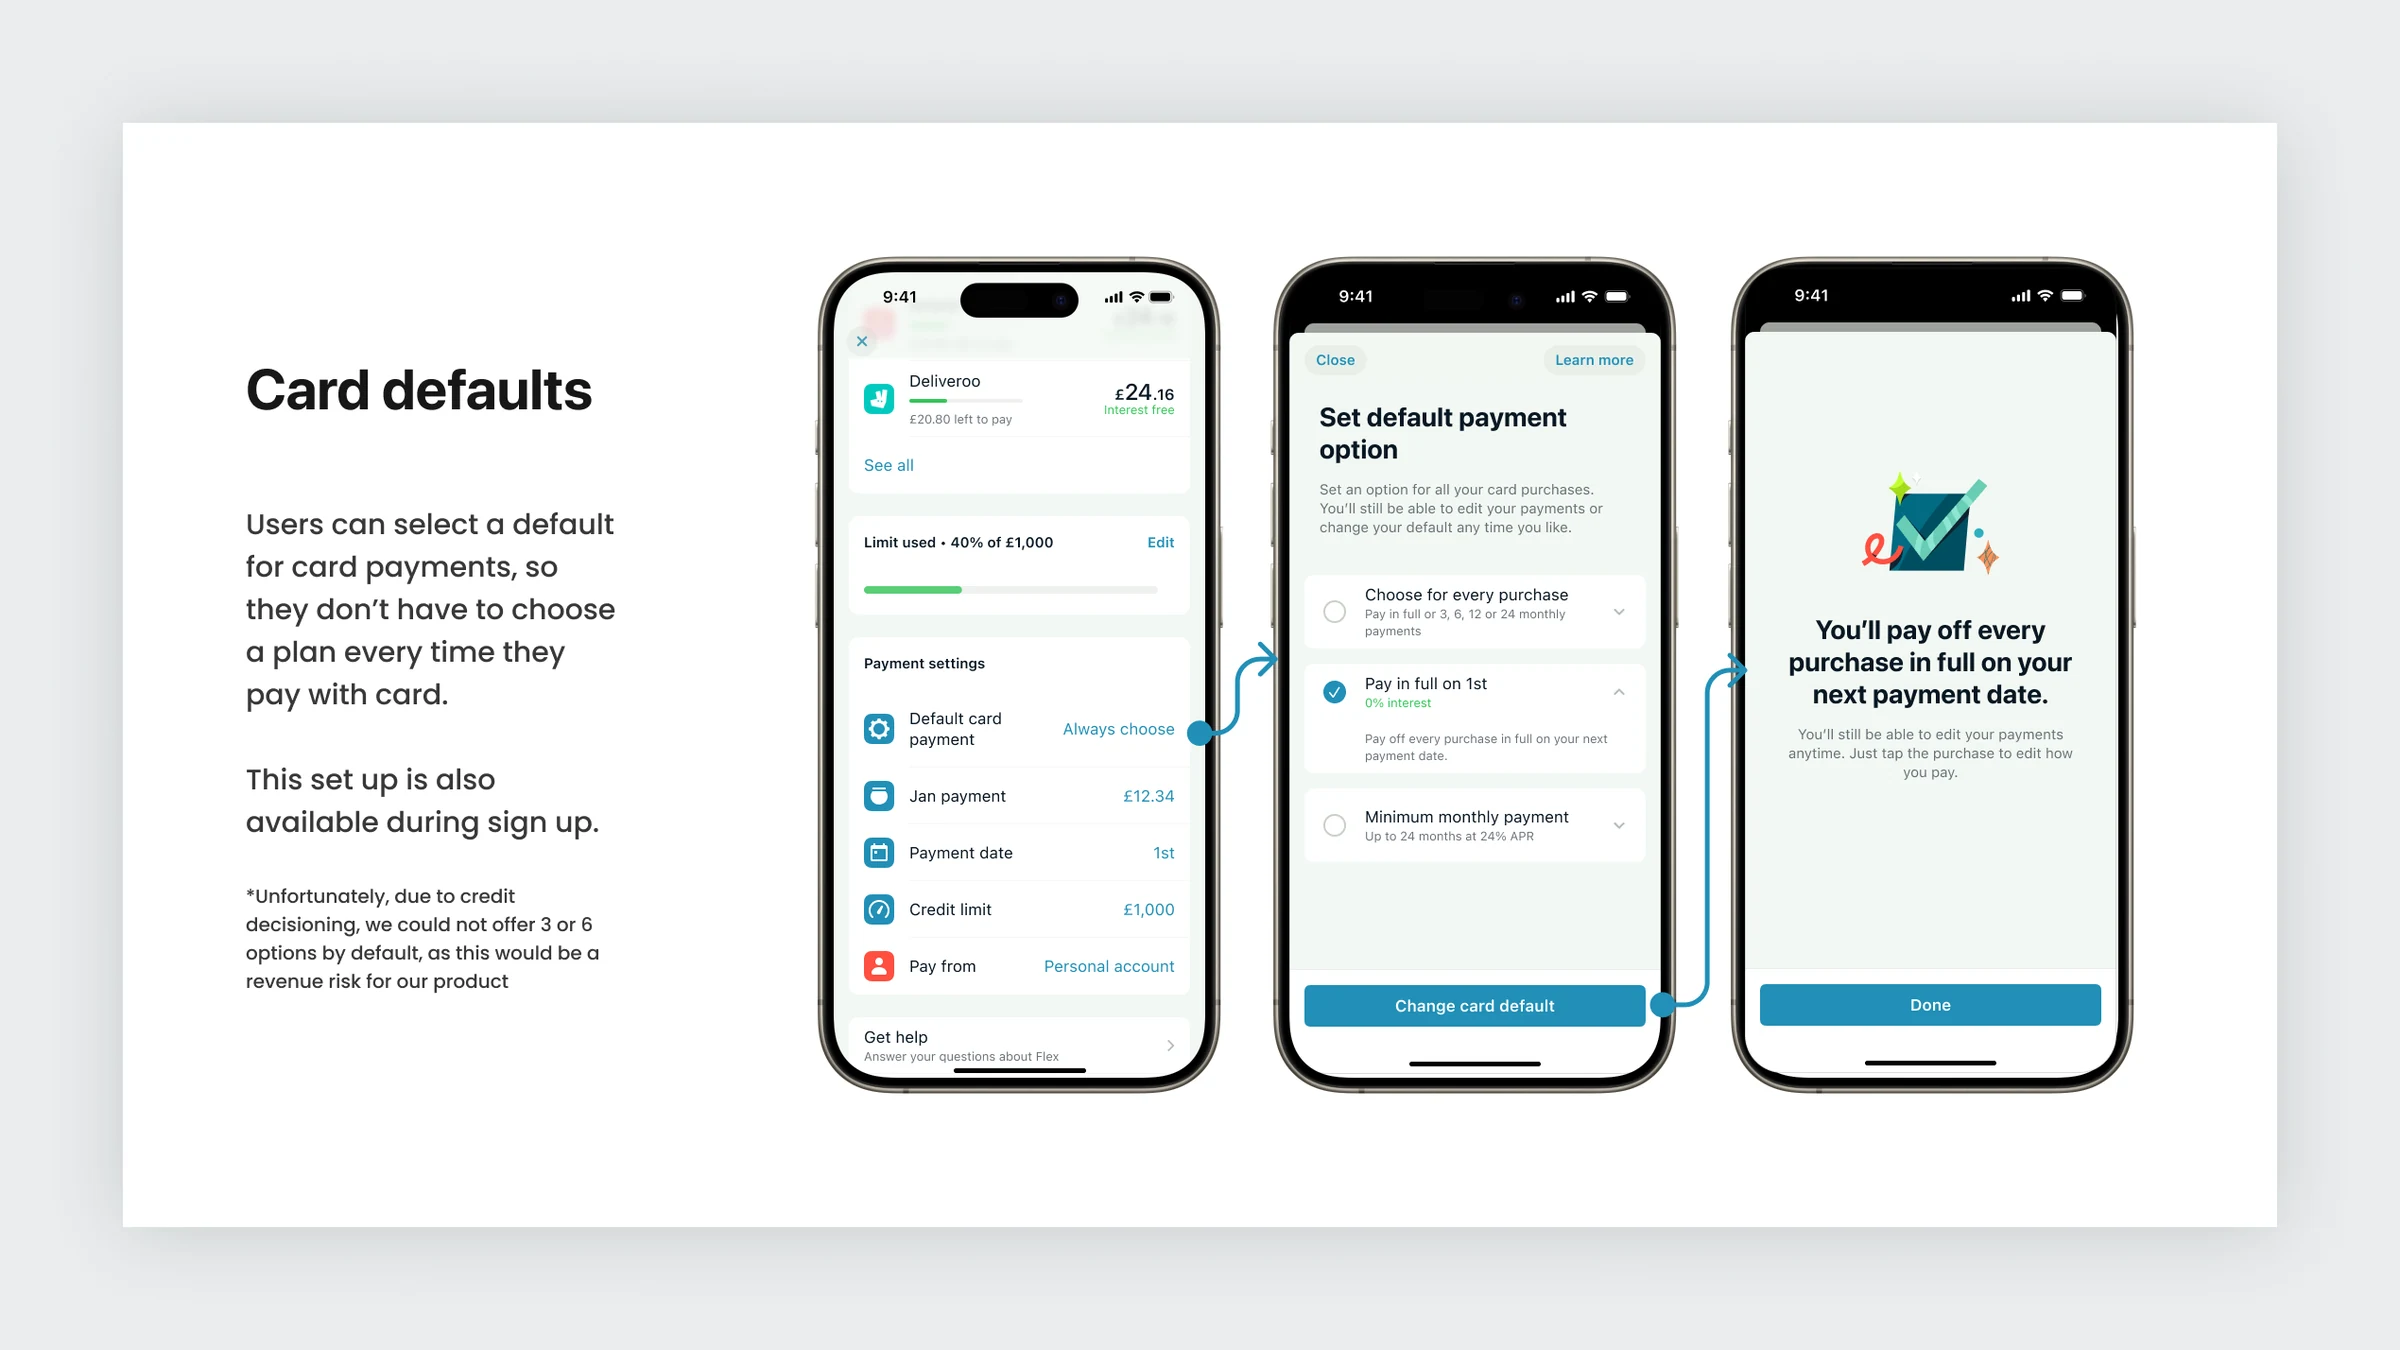 Card defaults
Users can select a default
for card payments, so
they don’t have to choose
a plan every time they
pay with card.
This set up is also
available during sign up.
*Unfortunately, due to credit
decisioning, we could not offer 3 or 6
options by default, as this would be a
revenue risk for our product
9:41
Deliveroo
£24.16
Interest free
£20.80 left to pay
See all
Limit used • 40% of £1,000
Edit
Payment settings
Default card
payment
Always choose
Jan payment
£12.34
Payment date
1st
Credit limit
£1,000
Pay from
Personal account
Get help
Answer your questions about Flex
9:41
Close
Learn more
Set default payment
option
Set an option for all your card purchases.
You’ll still be able to edit your payments or
change your default any time you like.
Choose for every purchase
Pay in full or 3, 6, 12 or 24 monthly
payments
Pay in full on 1st
0% interest
Pay off every purchase in full on your next
payment date.
Minimum monthly payment
Up to 24 months at 24% APR
Change card default
9:41
You’ll pay off every
purchase in full on your
next payment date.
You’ll still be able to edit your payments
anytime. Just tap the purchase to edit how
you pay.
Done